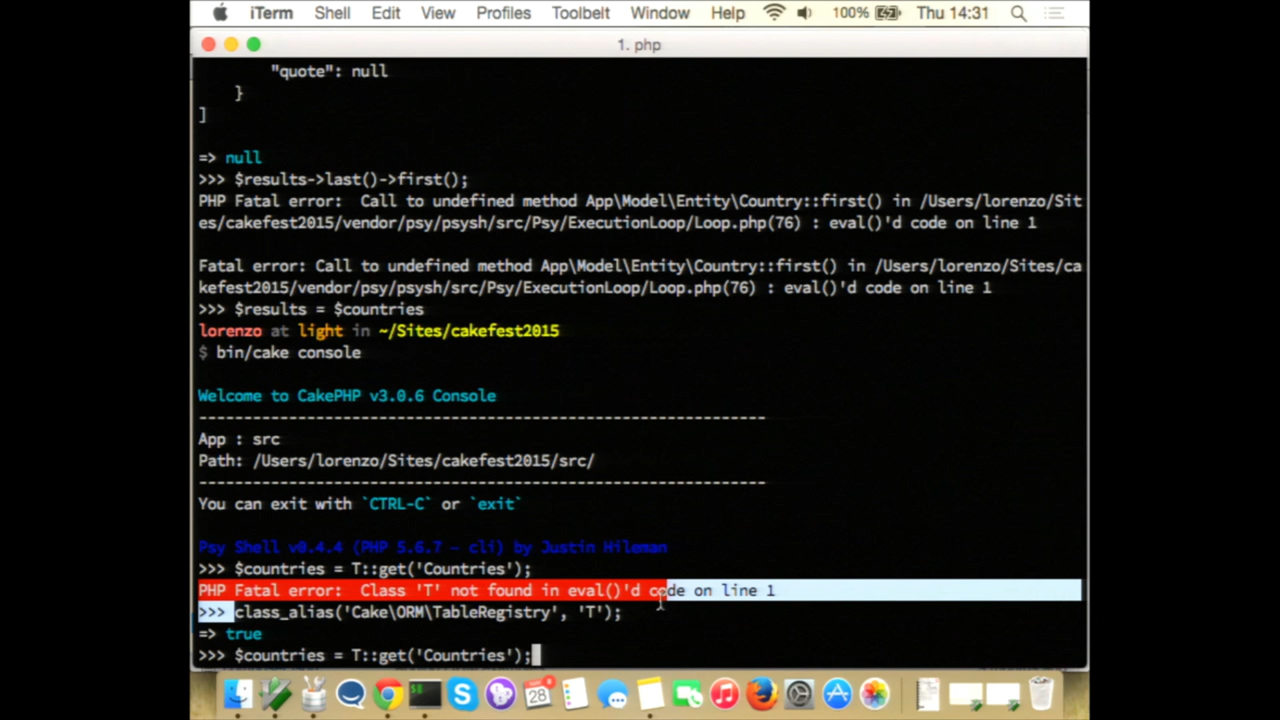 iTerm Shell Edit View Profiles Toolbelt Window Help 100% Thu 14:31
1. php
"quote": null
}
]
=> null
>>> $results->last()->first();
PHP Fatal error:  Call to undefined method App\Model\Entity\Country::first() in /Users/lorenzo/Sit
es/cakefest2015/vendor/psy/psysh/src/Psy/ExecutionLoop/Loop.php(76) : eval()'d code on line 1
Fatal error: Call to undefined method App\Model\Entity\Country::first() in /Users/lorenzo/Sites/ca
kefest2015/vendor/psy/psysh/src/Psy/ExecutionLoop/Loop.php(76) : eval()'d code on line 1
>>> $results = $countries
lorenzo at light in ~/Sites/cakefest2015
$ bin/cake console
Welcome to CakePHP v3.0.6 Console
---------------------------------------------------------------
App : src
Path: /Users/lorenzo/Sites/cakefest2015/src/
---------------------------------------------------------------
You can exit with `CTRL-C` or `exit`
Psy Shell v0.4.4 (PHP 5.6.7 — cli) by Justin Hileman
>>> $countries = T::get('Countries');
PHP Fatal error:  Class 'T' not found in eval()'d code on line 1
>>> class_alias('Cake\ORM\TableRegistry', 'T');
=> true
>>> $countries = T::get('Countries');
28